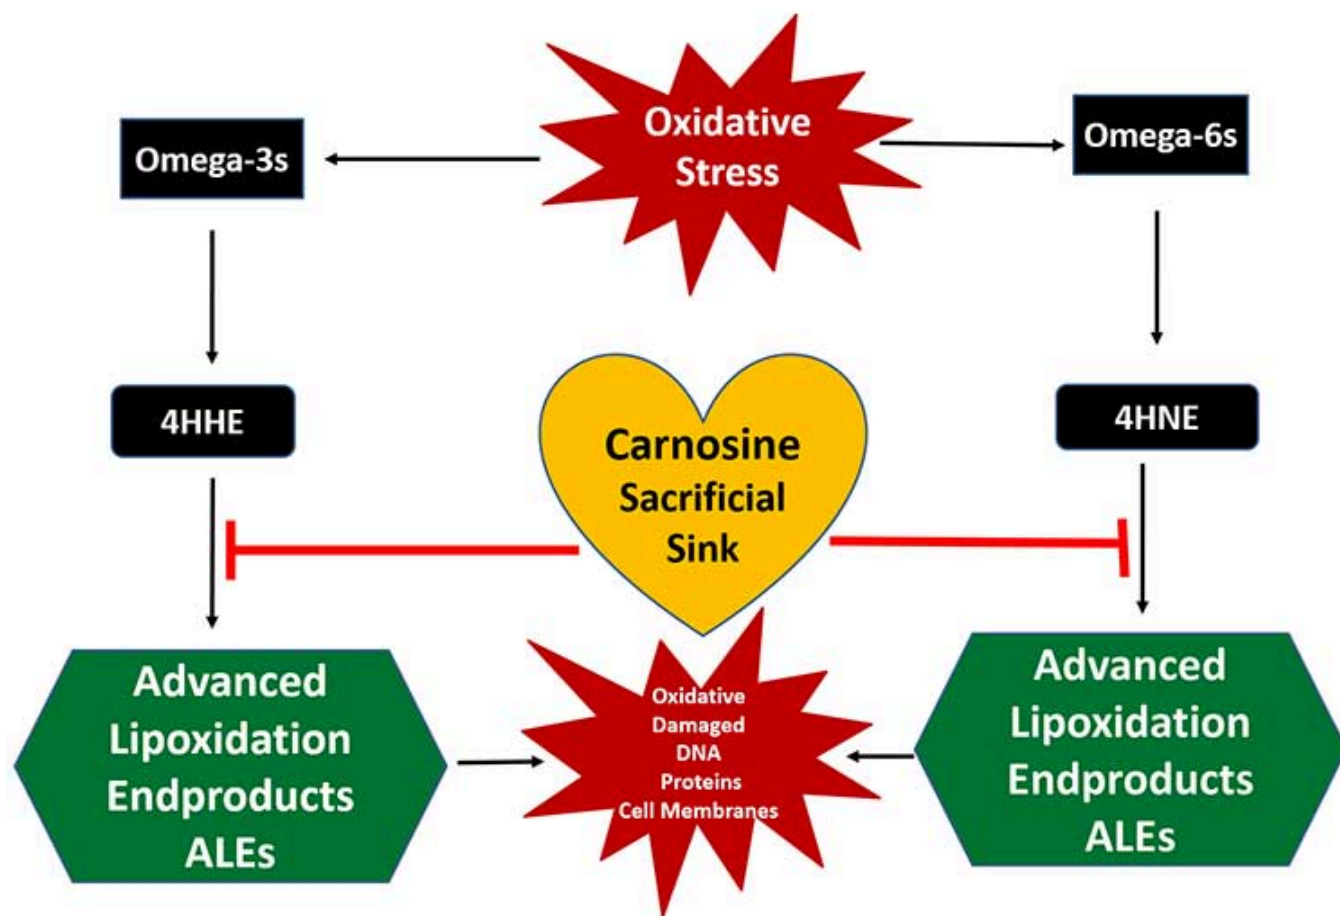 Oxidative
Stress
Omega-3s
Omega-6s
4HHE
4HNE
Carnosine
Sacrificial
Sink
Advanced
Lipoxidation
Endproducts
ALEs
Oxidative
Damaged
DNA
Proteins
Cell Membranes
Advanced
Lipoxidation
Endproducts
ALEs